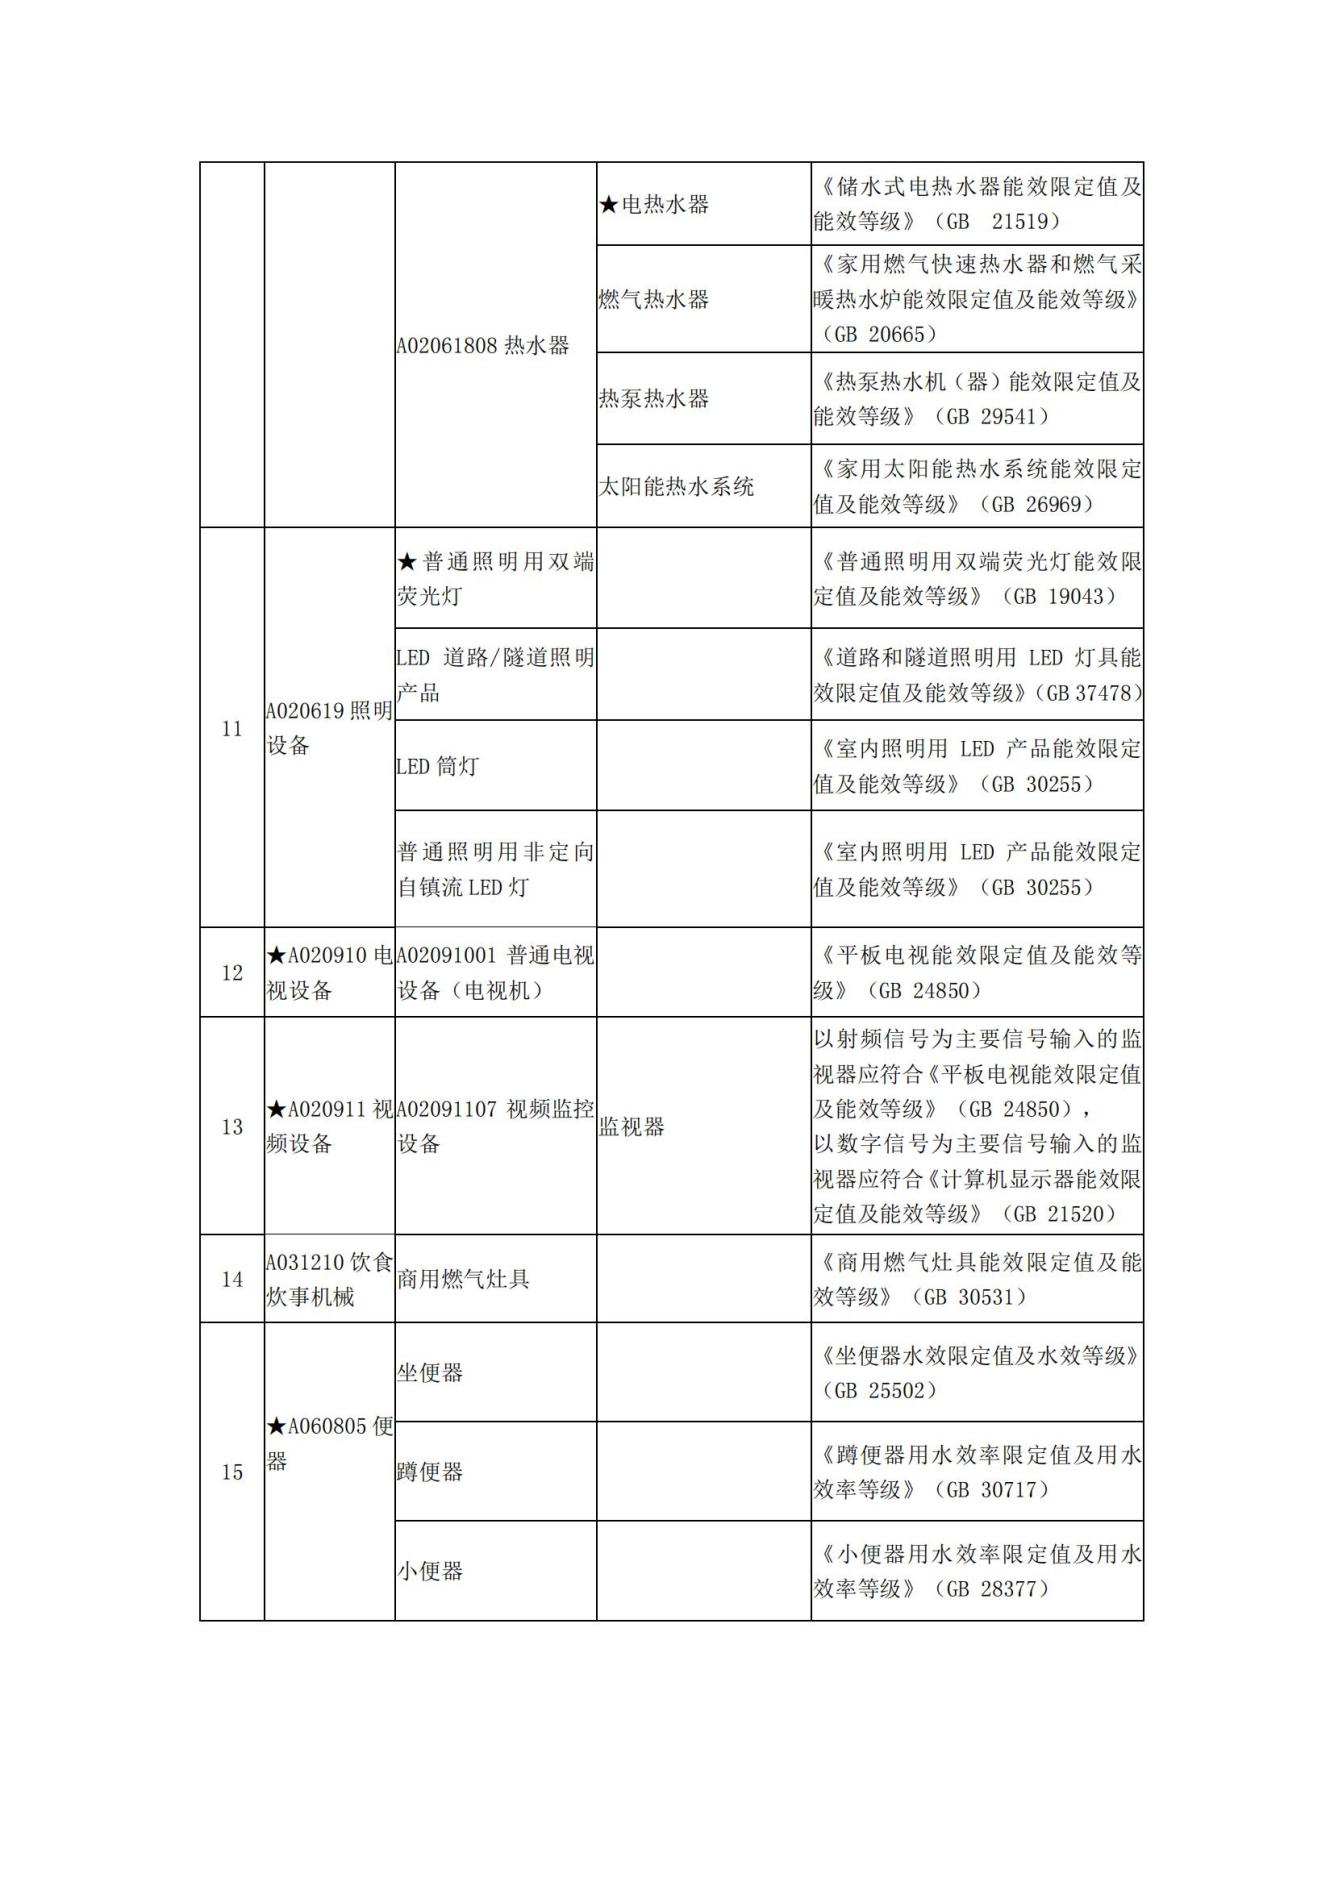 A02061808 热水器
★电热水器
《储水式电热水器能效限定值及
能效等级》（GB  21519）
燃气热水器
《家用燃气快速热水器和燃气采
暖热水炉能效限定值及能效等级》
（GB 20665）
热泵热水器
《热泵热水机（器）能效限定值及
能效等级》（GB 29541）
太阳能热水系统
《家用太阳能热水系统能效限定
值及能效等级》（GB 26969）
11
A020619 照明
设备
★普通照明用双端
荧光灯
《普通照明用双端荧光灯能效限
定值及能效等级》（GB 19043）
LED 道路/隧道照明
产品
《道路和隧道照明用 LED 灯具能
效限定值及能效等级》（GB 37478）
LED 筒灯
《室内照明用 LED 产品能效限定
值及能效等级》（GB 30255）
普通照明用非定向
自镇流 LED 灯
《室内照明用 LED 产品能效限定
值及能效等级》（GB 30255）
12
★A020910 电
视设备
A02091001 普通电视
设备（电视机）
《平板电视能效限定值及能效等
级》（GB 24850）
13
★A020911 视
频设备
A02091107 视频监控
设备
监视器
以射频信号为主要信号输入的监
视器应符合《平板电视能效限定值
及能效等级》（GB 24850），
以数字信号为主要信号输入的监
视器应符合《计算机显示器能效限
定值及能效等级》（GB 21520）
14
A031210 饮食
炊事机械
商用燃气灶具
《商用燃气灶具能效限定值及能
效等级》（GB 30531）
15
★A060805 便
器
坐便器
《坐便器水效限定值及水效等级》
（GB 25502）
蹲便器
《蹲便器用水效率限定值及用水
效率等级》（GB 30717）
小便器
《小便器用水效率限定值及用水
效率等级》（GB 28377）